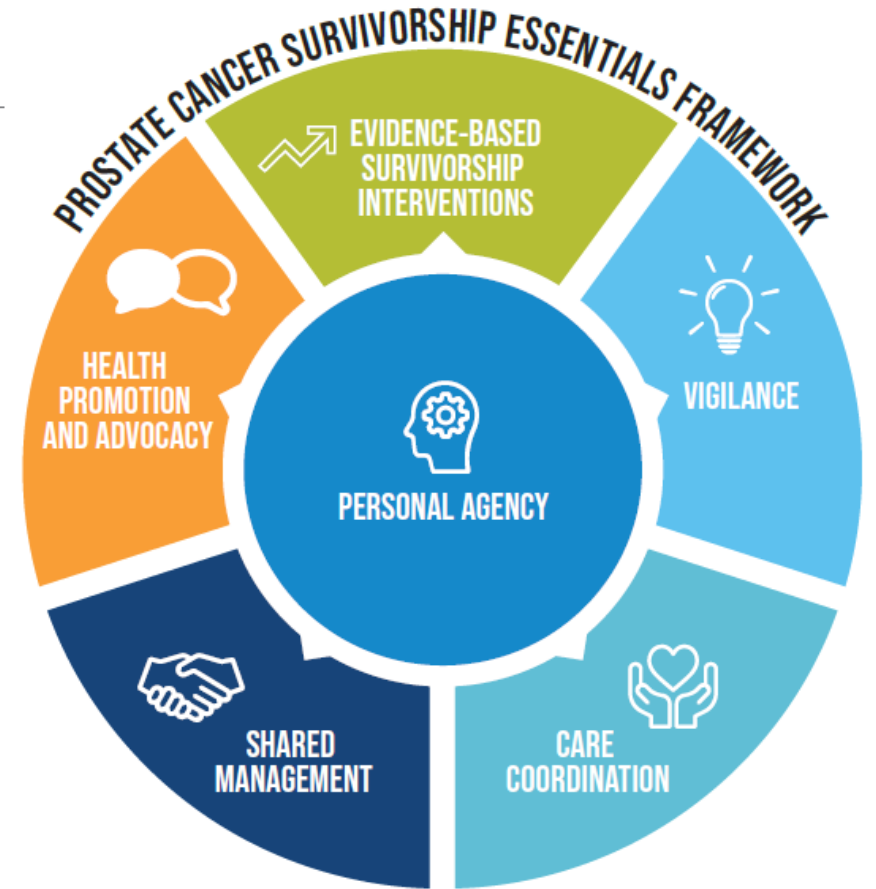 PROSTATE CANCER SURVIVORSHIP ESSENTIALS FRAMEWORK
EVIDENCE-BASED
SURVIVORSHIP
INTERVENTIONS
VIGILANCE
CARE
COORDINATION
SHARED
MANAGEMENT
HEALTH
PROMOTION
AND ADVOCACY
PERSONAL AGENCY